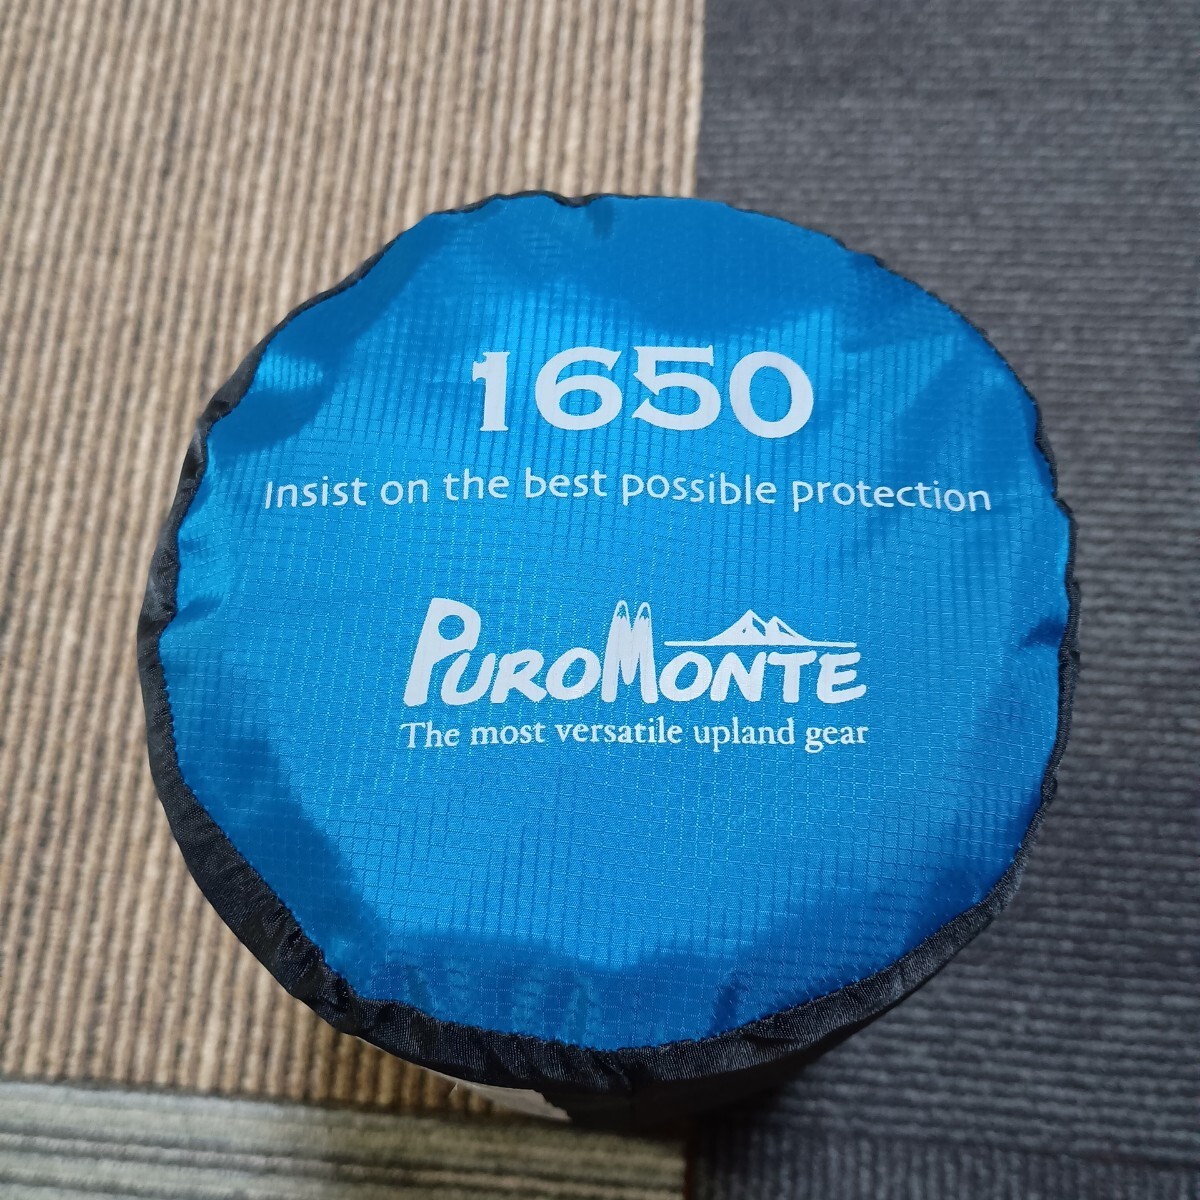 1650
Insist on the best possible protection
PUROMONTE
The most versatile upland gear